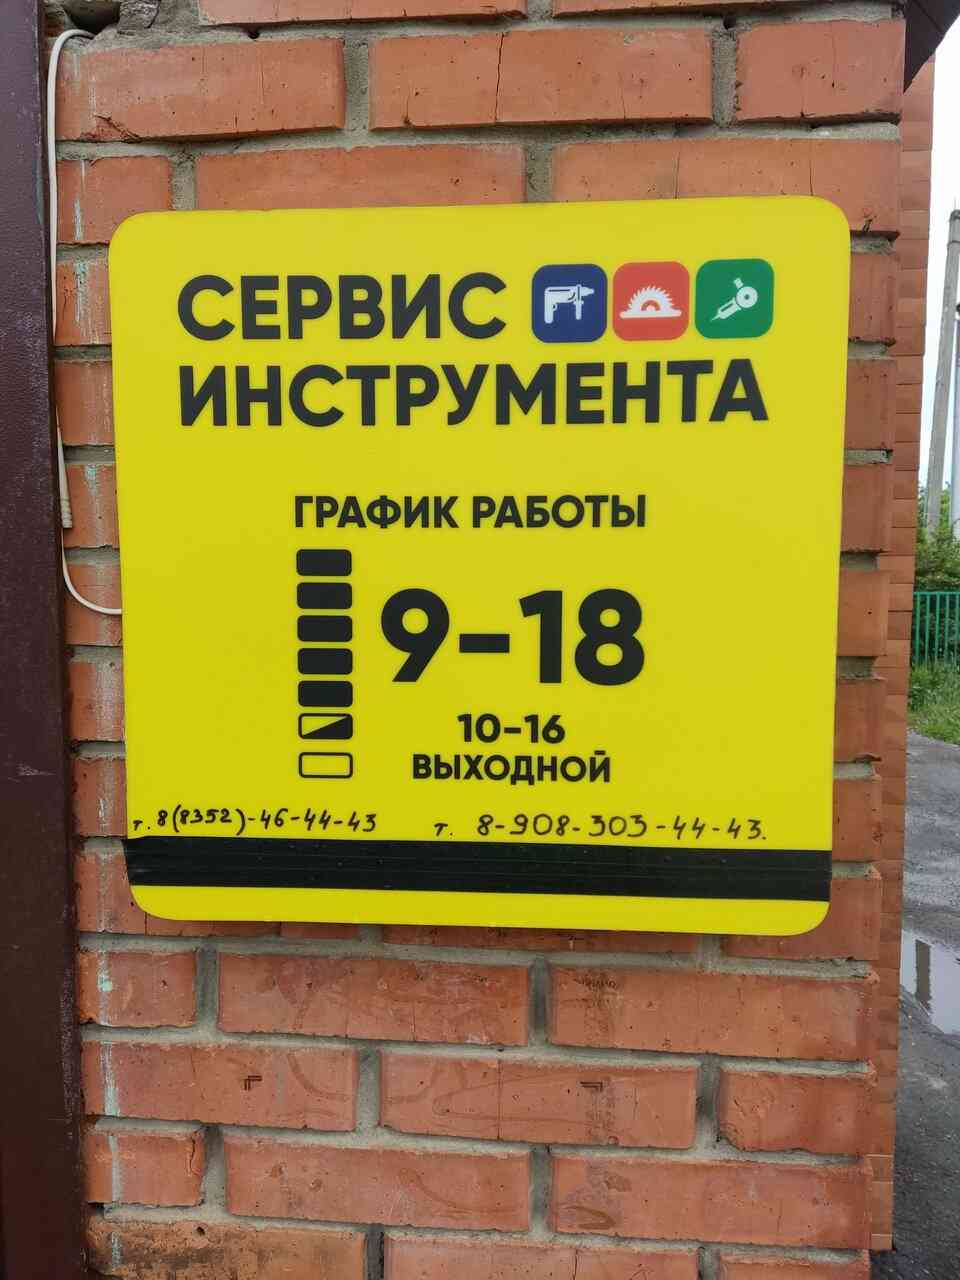 СЕРВИС
ИНСТРУМЕНТА
ГРАФИК РАБОТЫ
9-18
10-16
ВЫХОДНОЙ
т. 8(8352)-46-44-43 т. 8-908-303-44-43.